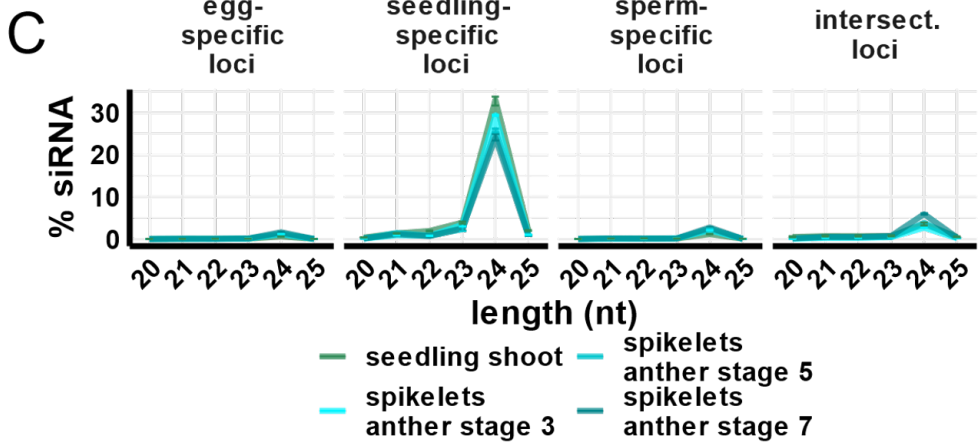 C
egg-
specific
loci
seedling-
specific
loci
sperm-
specific
loci
intersect.
loci
% siRNA
30
20
10
0
20 21 22 23 24 25
20 21 22 23 24 25
20 21 22 23 24 25
20 21 22 23 24 25
length (nt)
seedling shoot
spikelets
anther stage 5
spikelets
anther stage 3
spikelets
anther stage 7